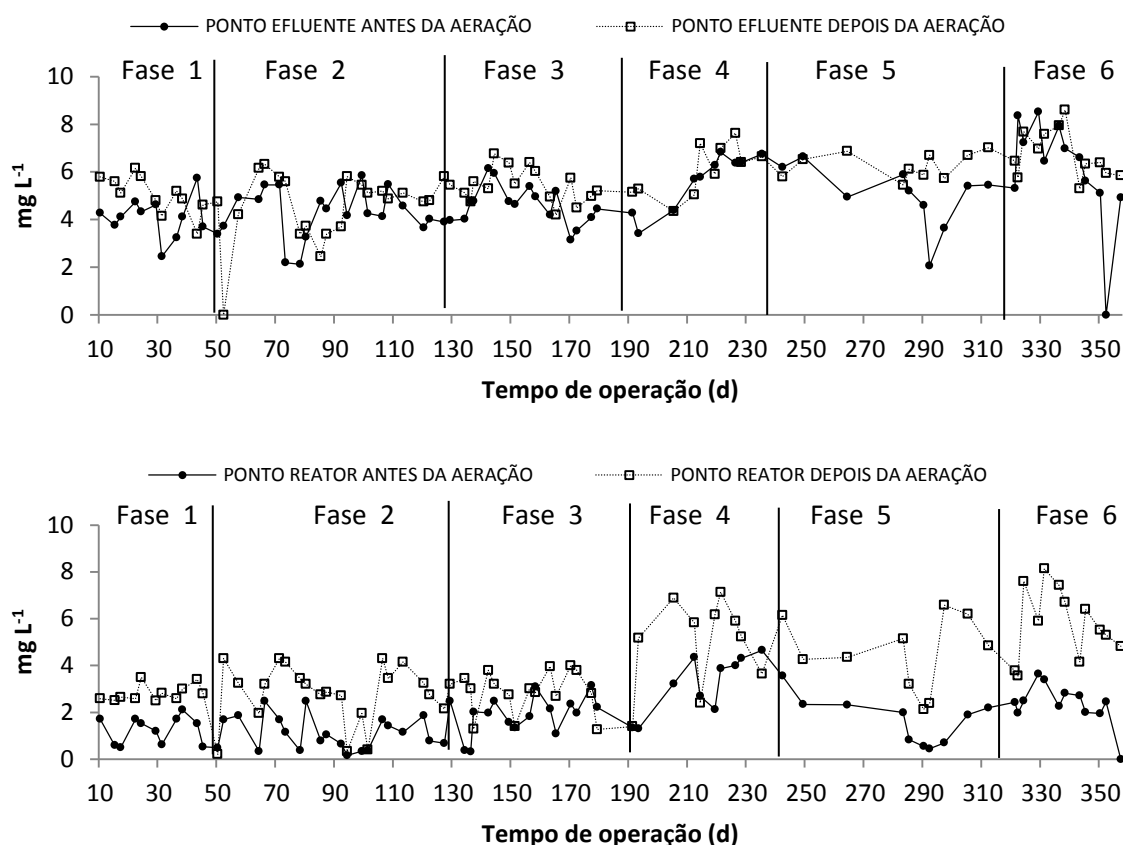 PONTO EFLUENTE ANTES DA AERAÇÃO PONTO EFLUENTE DEPOIS DA AERAÇÃO
Fase 1 Fase 2 Fase 3 Fase 4 Fase 5 Fase 6
10
8
6
4
2
0
mg L-1
10 30 50 70 90 110 130 150 170 190 210 230 250 270 290 310 330 350
Tempo de operação (d)
PONTO REATOR ANTES DA AERAÇÃO PONTO REATOR DEPOIS DA AERAÇÃO
Fase 1 Fase 2 Fase 3 Fase 4 Fase 5 Fase 6
10
8
6
4
2
0
mg L-1
10 30 50 70 90 110 130 150 170 190 210 230 250 270 290 310 330 350
Tempo de operação (d)